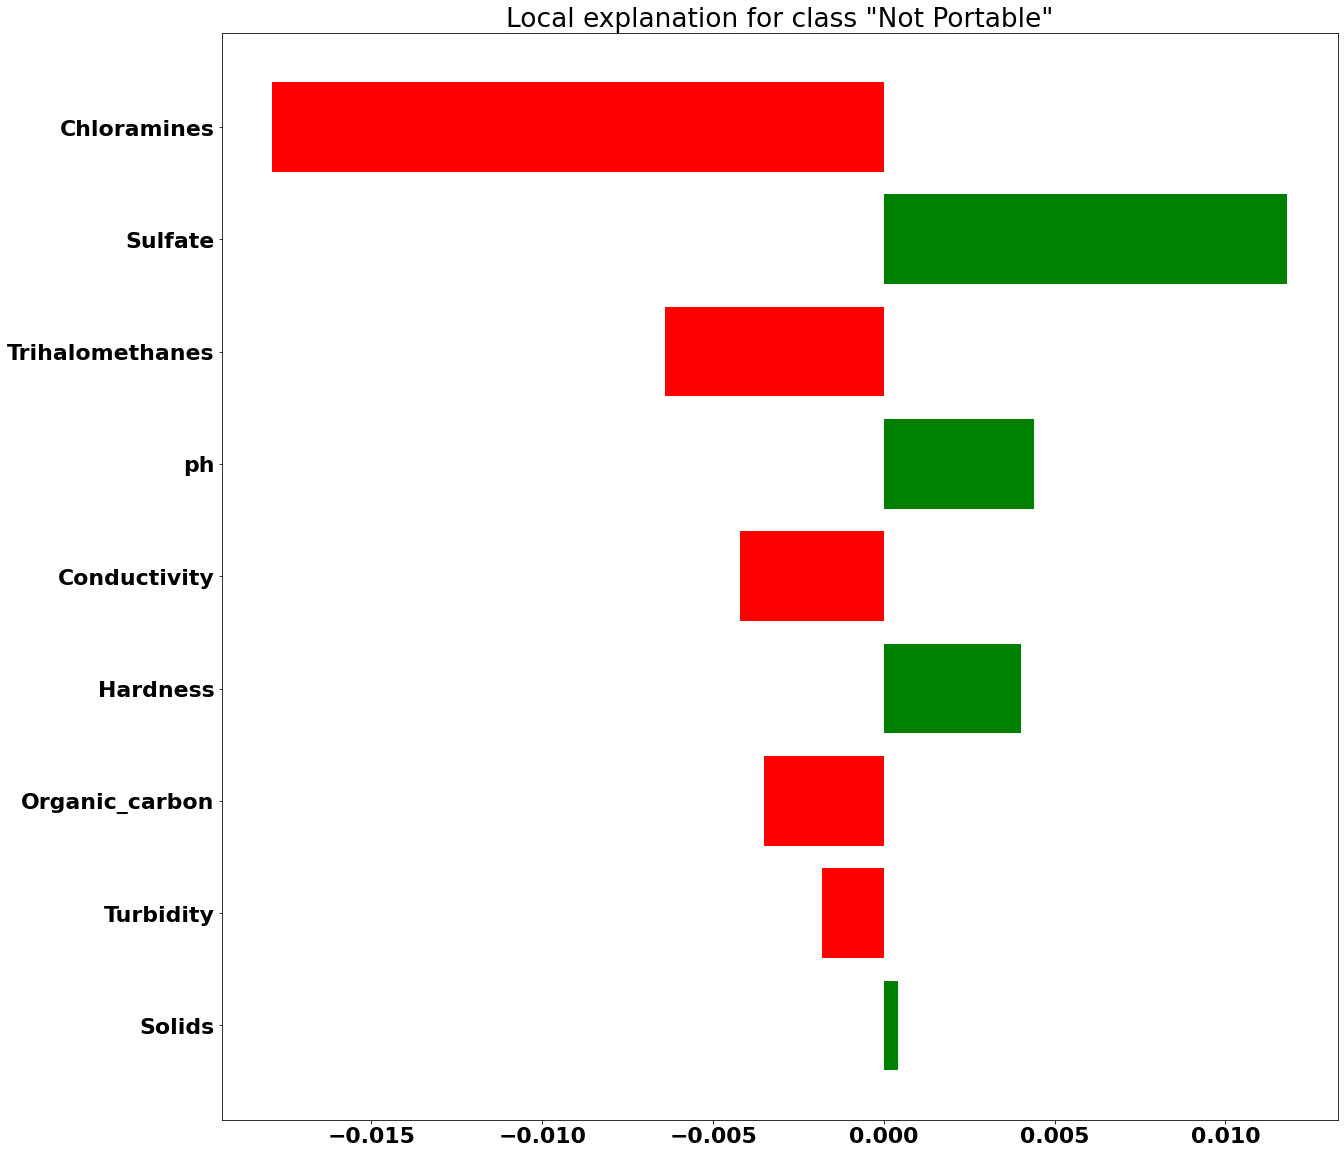 Local explanation for class "Not Portable"
Chloramines
Sulfate
Trihalomethanes
ph
Conductivity
Hardness
Organic_carbon
Turbidity
Solids
−0.015 −0.010 −0.005 0.000 0.005 0.010